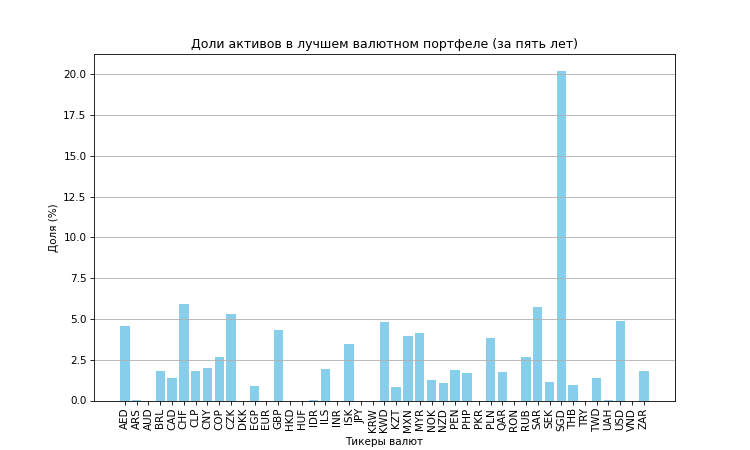 Доли активов в лучшем валютном портфеле (за пять лет)
Доля (%)
20.0
17.5
15.0
12.5
10.0
7.5
5.0
2.5
0.0
AED ARS AUD BRL CAD CHF CLP CNY COP CZK DKK EGP EUR GBP HKD HUF IDR ILS INR ISK JPY KRW KWD KZT MXN MYR NOK NZD PEN PHP PKR PLN QAR RON RUB SAR SEK SGD THB TRY TWD UAH USD VND ZAR
Тикеры валют